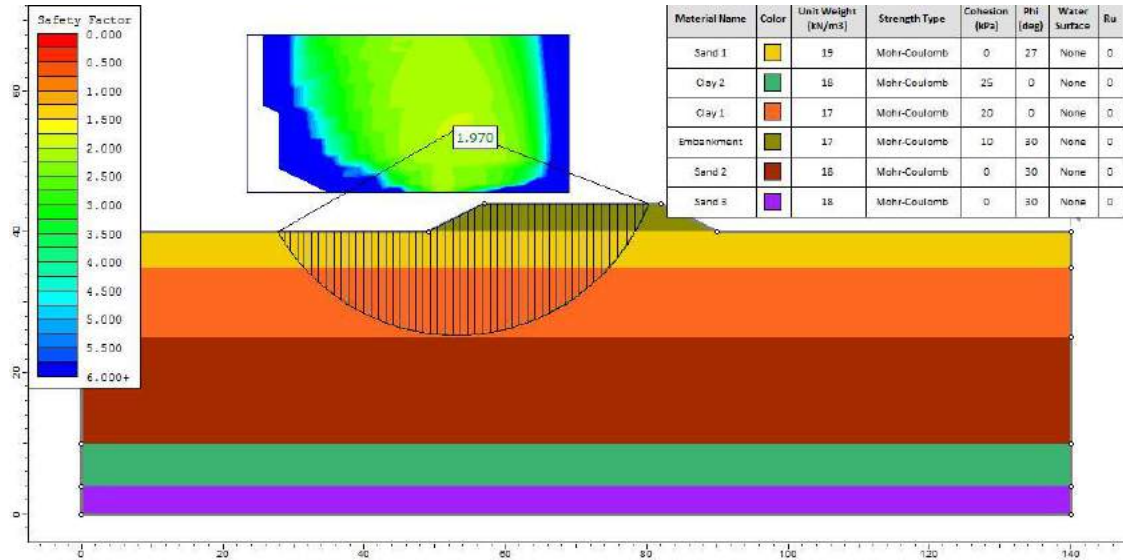 Safety Factor
0.000
0.500
1.000
1.500
2.000
2.500
3.000
3.500
4.000
4.500
5.000
5.500
6.000+
1.970
Material Name Color Unit Weight (kN/m3) Strength Type Cohesion (kPa) Phi (deg) Water Surface Ru
Sand 1 19 Mohr-Coulomb 0 27 None 0
Clay 2 18 Mohr-Coulomb 25 0 None 0
Clay 1 17 Mohr-Coulomb 20 0 None 0
Embankment 17 Mohr-Coulomb 10 30 None 0
Sand 2 18 Mohr-Coulomb 0 30 None 0
Sand 3 18 Mohr-Coulomb 0 30 None 0
60
40
20
0
0 20 40 60 80 100 120 140